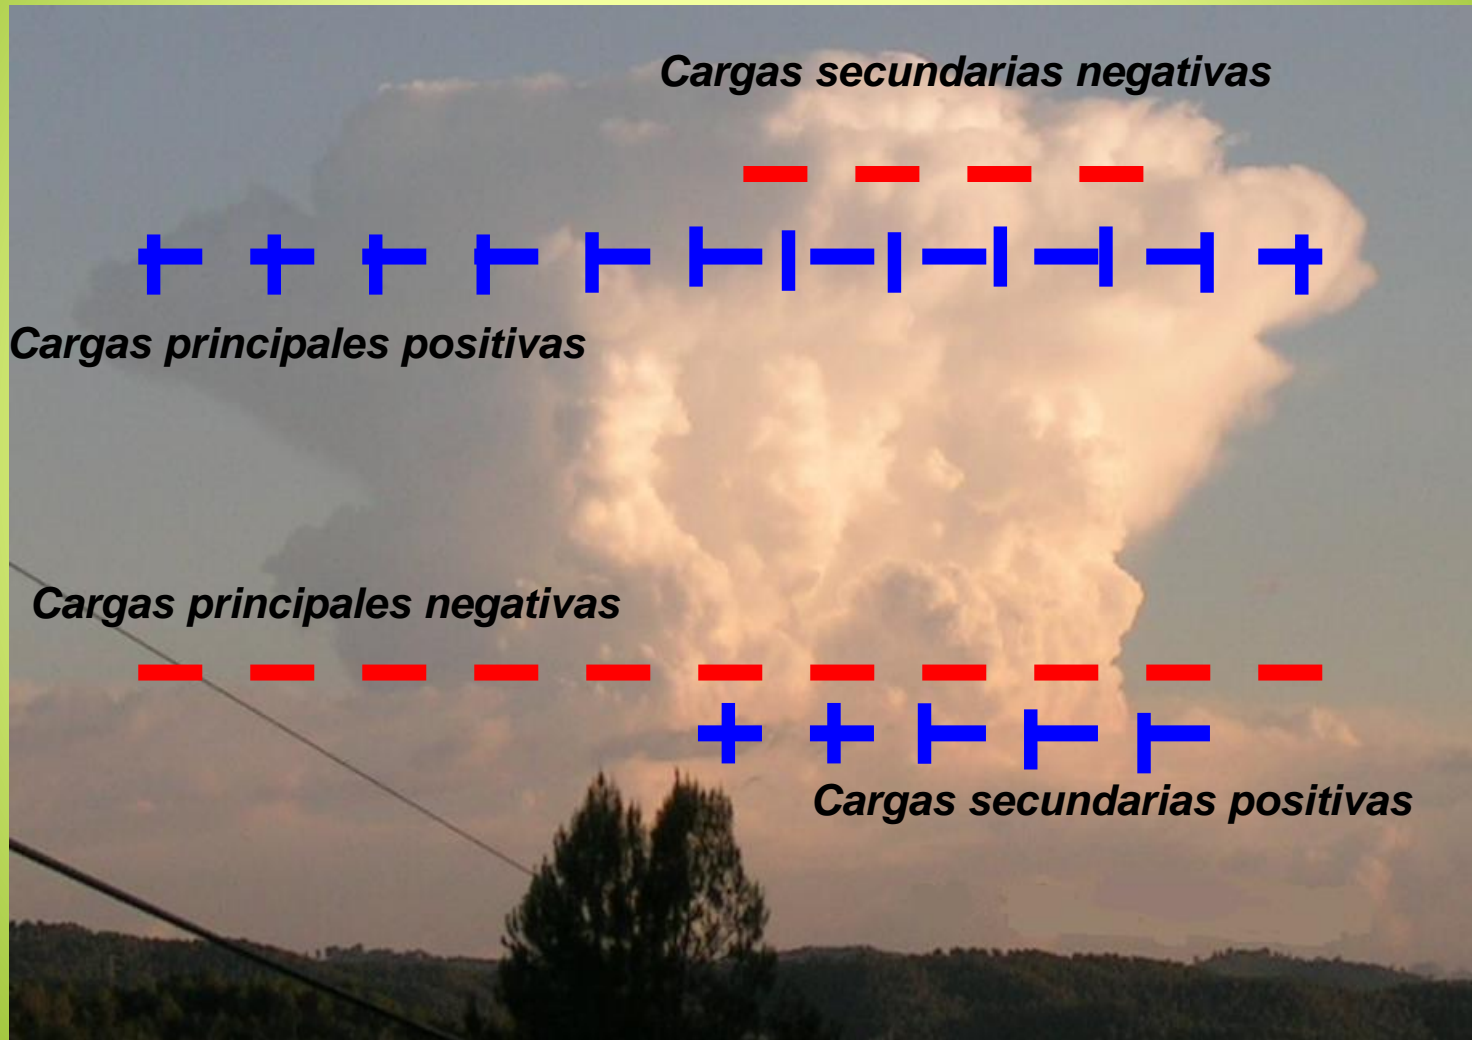 Cargas secundarias negativas
Cargas principales positivas
Cargas principales negativas
Cargas secundarias positivas